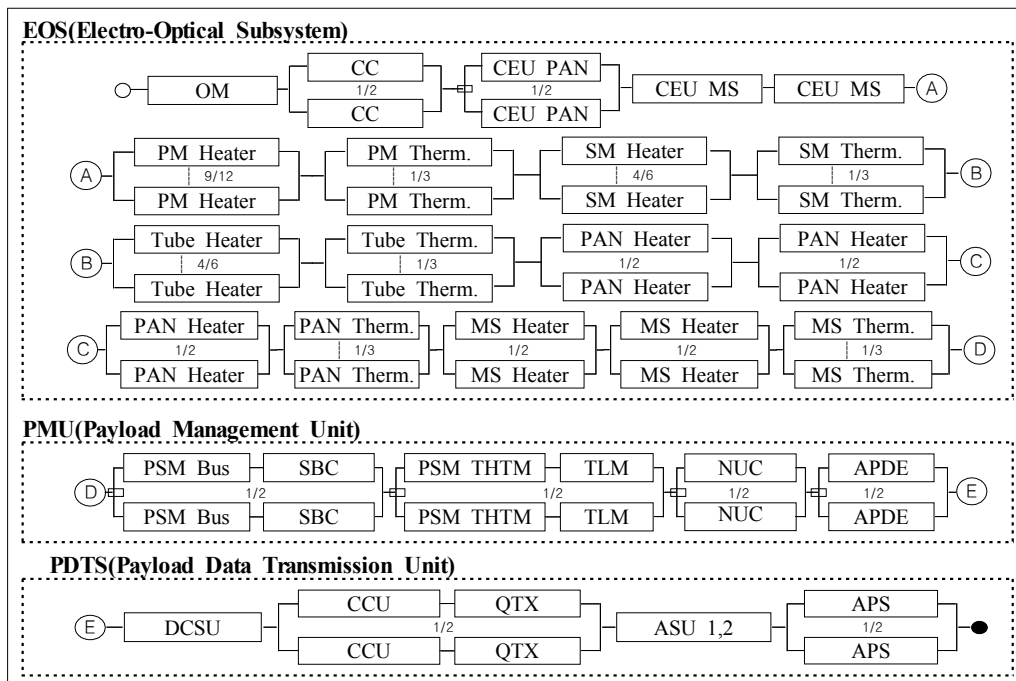 EOS(Electro-Optical Subsystem)
CC CEU PAN
OM 1/2 1/2 CEU MS CEU MS A
CC CEU PAN
PM Heater PM Therm. SM Heater SM Therm.
A 9/12 1/3 4/6 1/3 B
PM Heater PM Therm. SM Heater SM Therm.
Tube Heater Tube Therm. PAN Heater PAN Heater
B 4/6 1/3 1/2 1/2 C
Tube Heater Tube Therm. PAN Heater PAN Heater
PAN Heater PAN Therm. MS Heater MS Heater MS Therm.
C 1/2 1/3 1/2 1/2 1/3 D
PAN Heater PAN Therm. MS Heater MS Heater MS Therm.
PMU(Payload Management Unit)
PSM Bus SBC PSM THTM TLM NUC APDE
D 1/2 1/2 1/2 1/2 E
PSM Bus SBC PSM THTM TLM NUC APDE
PDTS(Payload Data Transmission Unit)
CCU QTX APS
E DCSU 1/2 ASU 1,2 1/2
CCU QTX APS